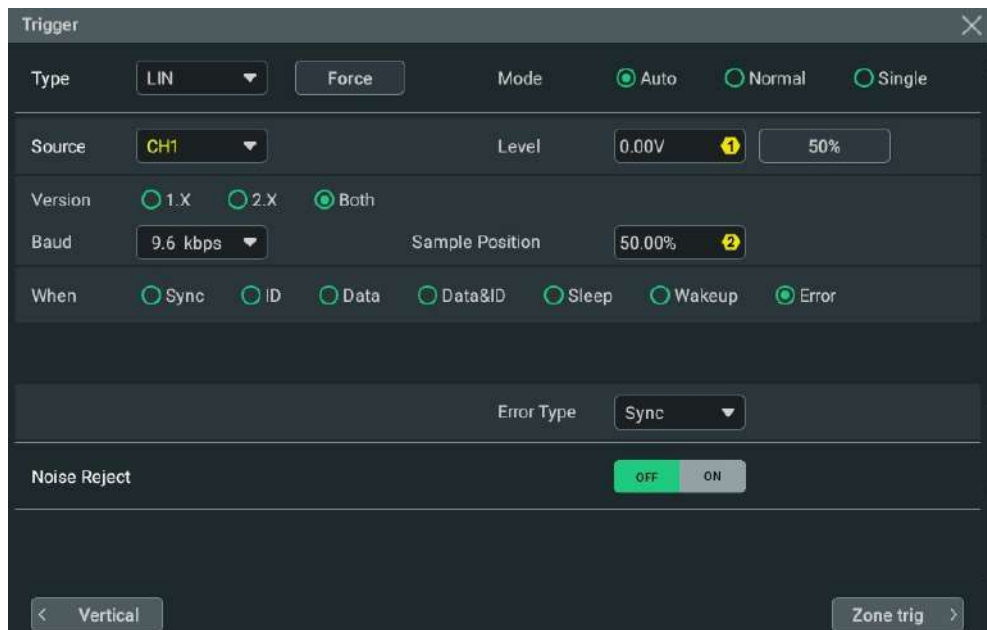 Trigger
Type LIN Force Mode Auto Normal Single
Source CH1 Level 0.00V 1 50%
Version 1.X 2.X Both
Baud 9.6 kbps Sample Position 50.00% 2
When Sync ID Data Data&ID Sleep Wakeup Error
Error Type Sync
Noise Reject OFF ON
< Vertical Zone trig >